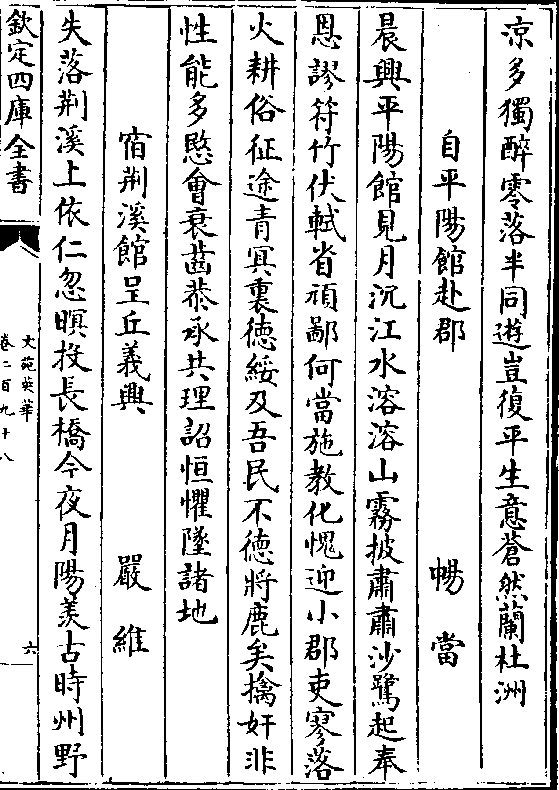 涼多獨醉零落半同遊豈復平生意蒼然蘭杜洲
自平陽館赴郡　暢當
晨興平陽館見月沉江水溶溶山霧披肅肅沙鷺起奉
恩謬符竹伏軾省頑鄙何當施教化愧迎小郡吏寥落
火耕俗征途青冥裏徳綏及吾民不徳將鹿矣擒奸非
性能多愍會衰齒恭承共理詔恒懼墜諸地
宿荆溪館呈丘義興　嚴維
失落荆溪上依仁忽暝投長橋今夜月陽羨古時州野
欽定四庫全書
文苑英華
卷二百九十八
六